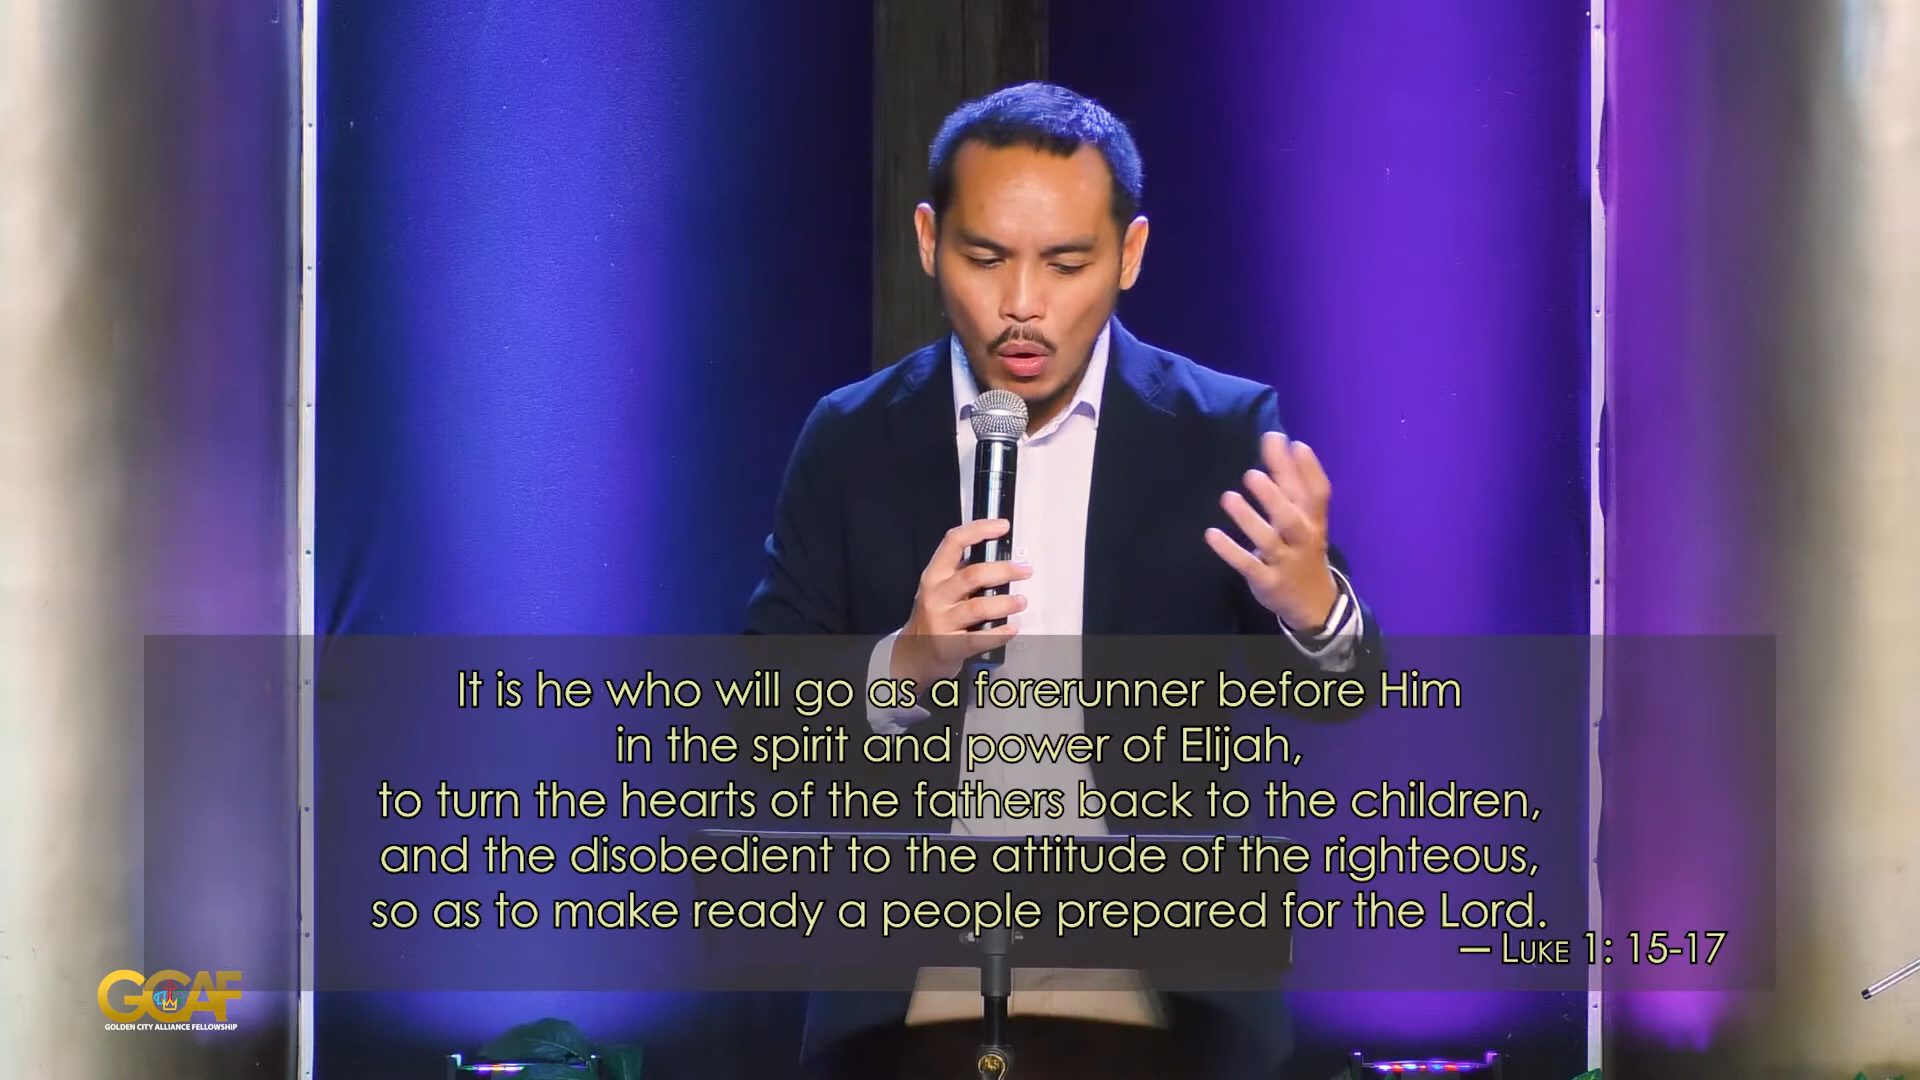 It is he who will go as a forerunner before Him
in the spirit and power of Elijah,
to turn the hearts of the fathers back to the children,
and the disobedient to the attitude of the righteous,
so as to make ready a people prepared for the Lord.
— Luke 1: 15-17
GCAF
GOLDEN CITY ALLIANCE FELLOWSHIP